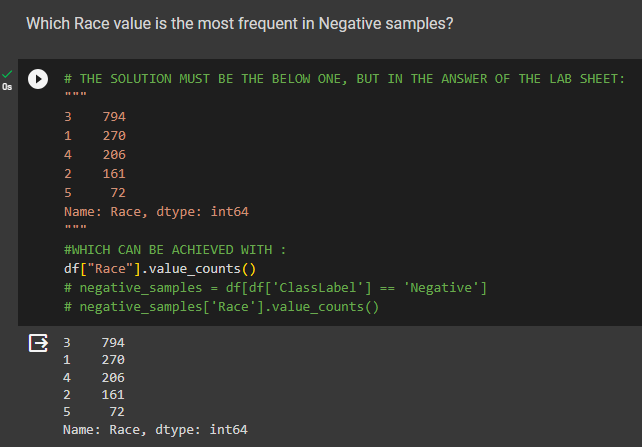 Which Race value is the most frequent in Negative samples?
0s
# THE SOLUTION MUST BE THE BELOW ONE, BUT IN THE ANSWER OF THE LAB SHEET:
"""
3    794
1    270
4    206
2    161
5     72
Name: Race, dtype: int64
"""
#WHICH CAN BE ACHIEVED WITH :
df["Race"].value_counts()
# negative_samples = df[df['ClassLabel'] == 'Negative']
# negative_samples['Race'].value_counts()
3    794
1    270
4    206
2    161
5     72
Name: Race, dtype: int64